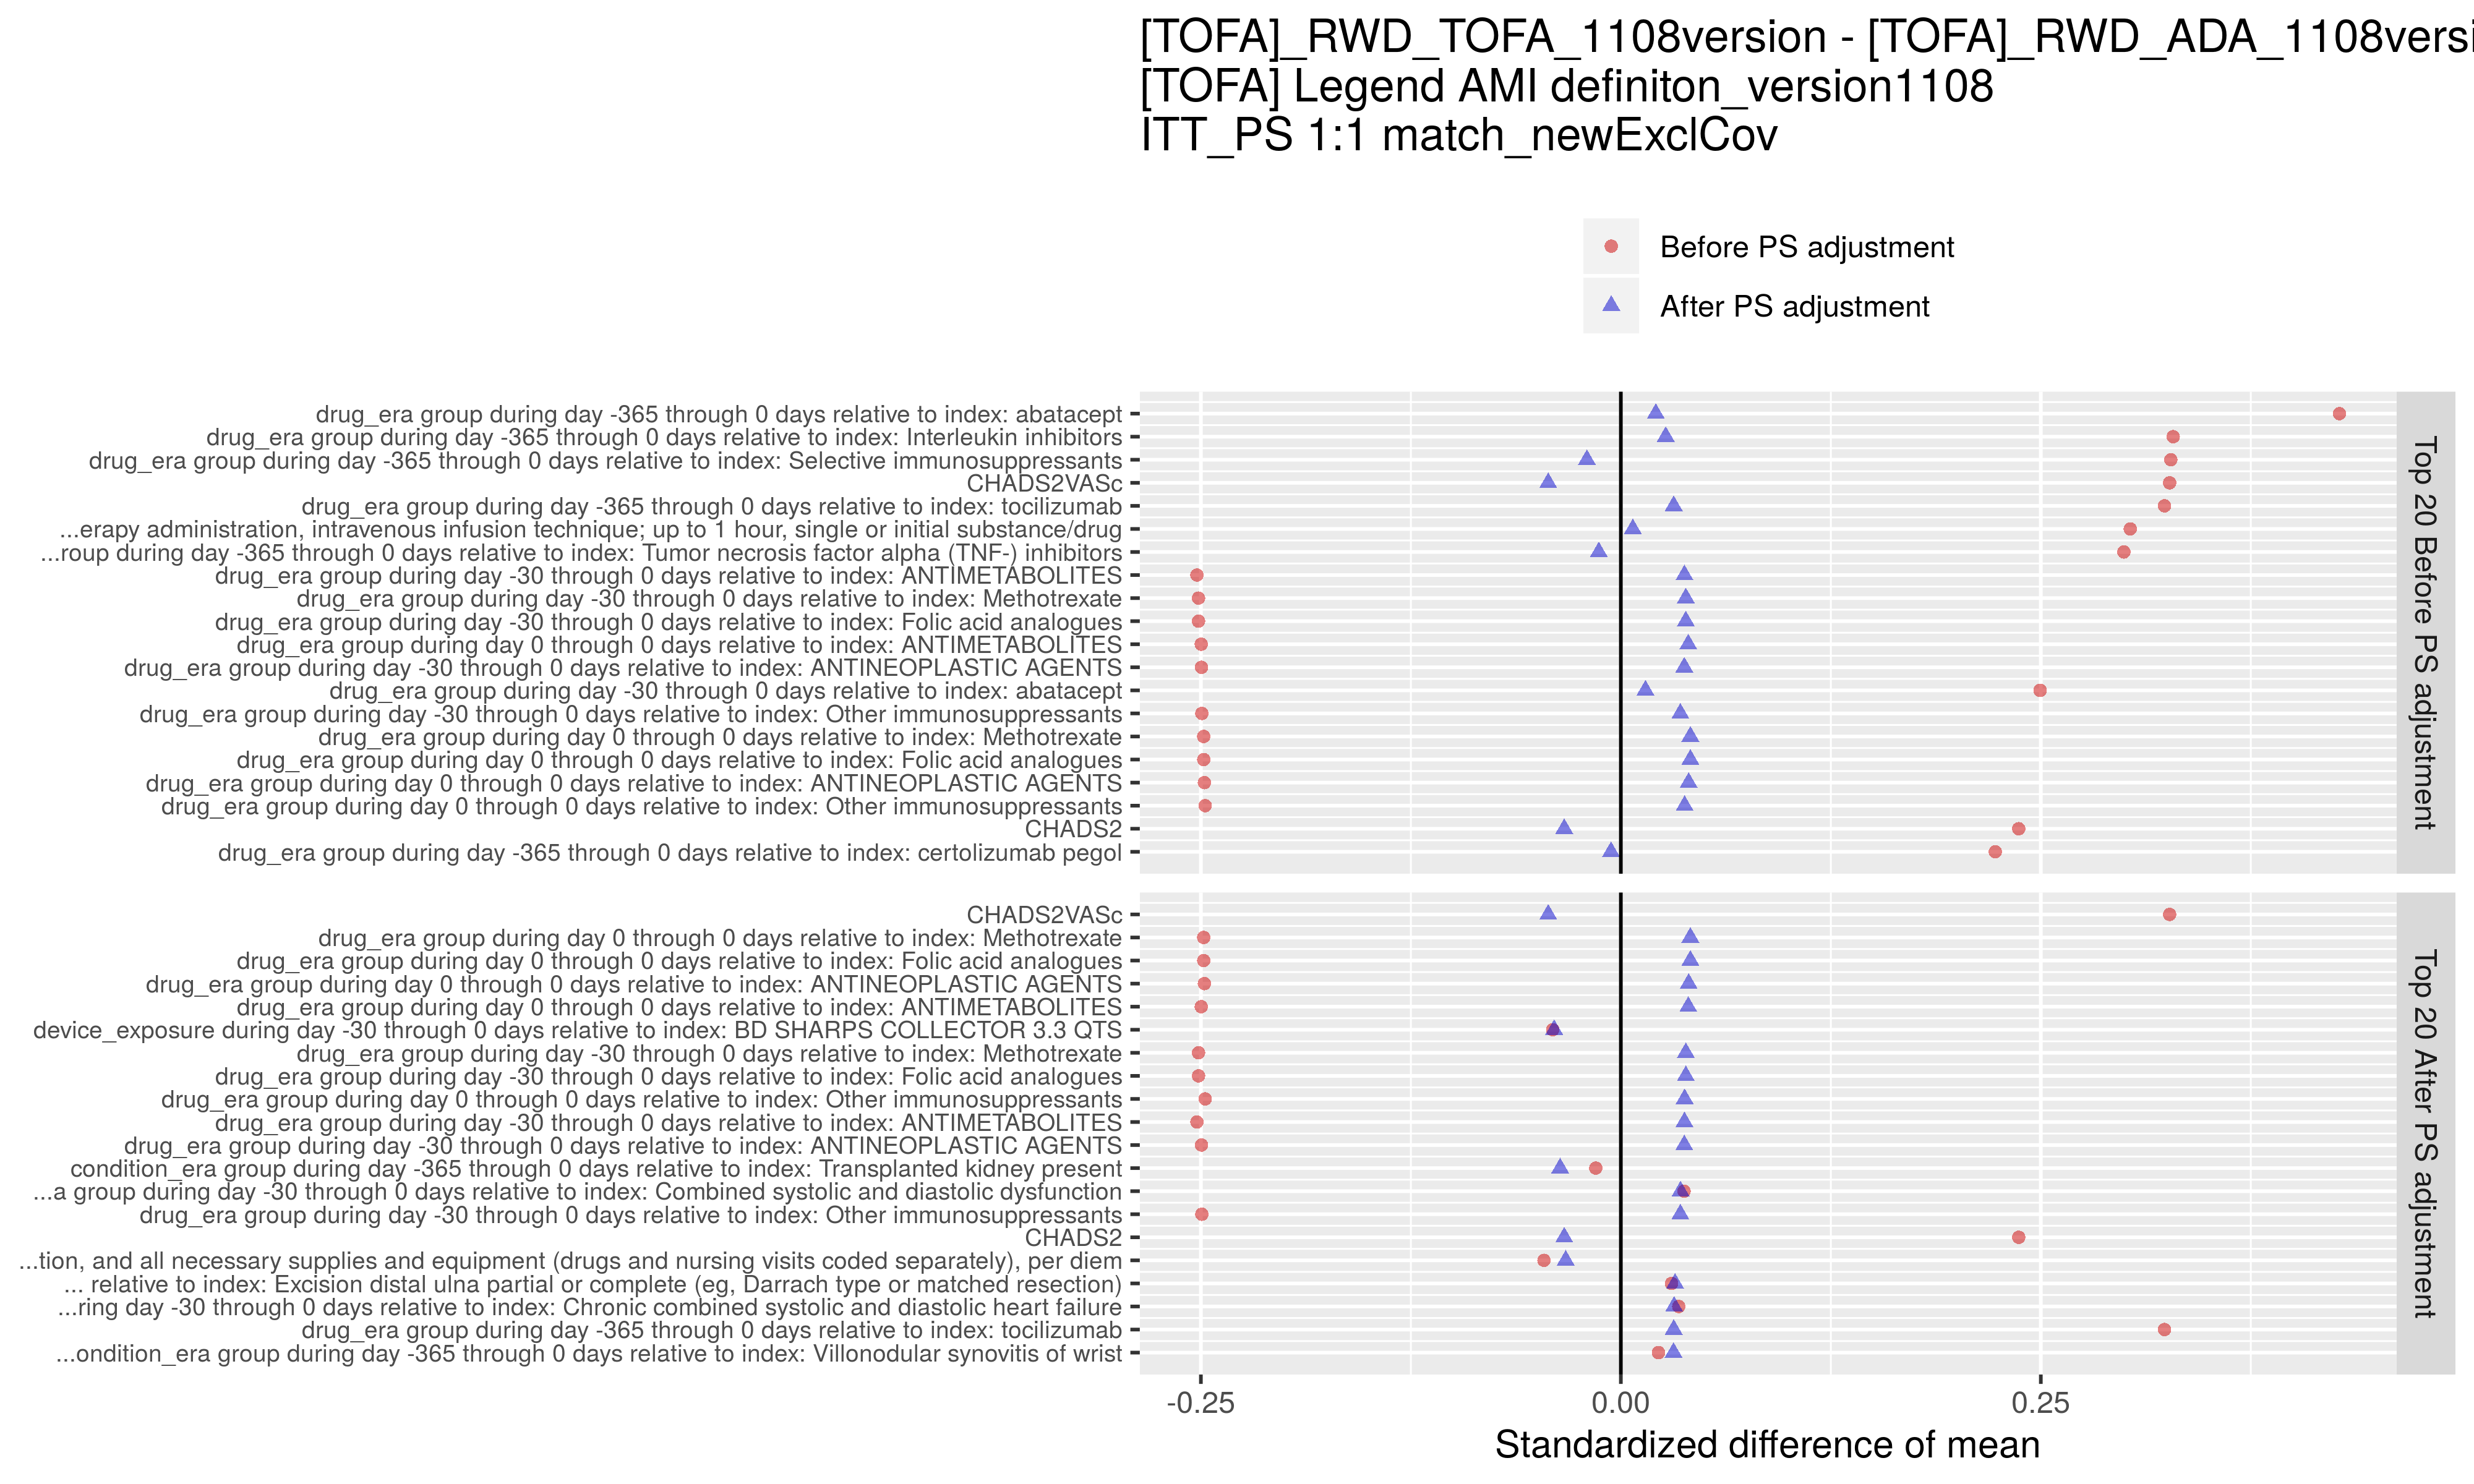 [TOFA]_RWD_TOFA_1108version - [TOFA]_RWD_ADA_1108versi
[TOFA] Legend AMI definiton_version1108
ITT_PS 1:1 match_newExclCov
Before PS adjustment
After PS adjustment
drug_era group during day -365 through 0 days relative to index: abatacept
drug_era group during day -365 through 0 days relative to index: Interleukin inhibitors
drug_era group during day -365 through 0 days relative to index: Selective immunosuppressants
CHADS2VASc
drug_era group during day -365 through 0 days relative to index: tocilizumab
...erapy administration, intravenous infusion technique; up to 1 hour, single or initial substance/drug
...roup during day -365 through 0 days relative to index: Tumor necrosis factor alpha (TNF-) inhibitors
drug_era group during day -30 through 0 days relative to index: ANTIMETABOLITES
drug_era group during day -30 through 0 days relative to index: Methotrexate
drug_era group during day -30 through 0 days relative to index: Folic acid analogues
drug_era group during day 0 through 0 days relative to index: ANTIMETABOLITES
drug_era group during day -30 through 0 days relative to index: ANTINEOPLASTIC AGENTS
drug_era group during day -30 through 0 days relative to index: abatacept
drug_era group during day -30 through 0 days relative to index: Other immunosuppressants
drug_era group during day 0 through 0 days relative to index: Methotrexate
drug_era group during day 0 through 0 days relative to index: Folic acid analogues
drug_era group during day 0 through 0 days relative to index: ANTINEOPLASTIC AGENTS
drug_era group during day 0 through 0 days relative to index: Other immunosuppressants
CHADS2
drug_era group during day -365 through 0 days relative to index: certolizumab pegol
Top 20 Before PS adjustment
CHADS2VASc
drug_era group during day 0 through 0 days relative to index: Methotrexate
drug_era group during day 0 through 0 days relative to index: Folic acid analogues
drug_era group during day 0 through 0 days relative to index: ANTINEOPLASTIC AGENTS
drug_era group during day 0 through 0 days relative to index: ANTIMETABOLITES
device_exposure during day -30 through 0 days relative to index: BD SHARPS COLLECTOR 3.3 QTS
drug_era group during day -30 through 0 days relative to index: Methotrexate
drug_era group during day -30 through 0 days relative to index: Folic acid analogues
drug_era group during day 0 through 0 days relative to index: Other immunosuppressants
drug_era group during day -30 through 0 days relative to index: ANTIMETABOLITES
drug_era group during day -30 through 0 days relative to index: ANTINEOPLASTIC AGENTS
condition_era group during day -365 through 0 days relative to index: Transplanted kidney present
...a group during day -30 through 0 days relative to index: Combined systolic and diastolic dysfunction
drug_era group during day -30 through 0 days relative to index: Other immunosuppressants
CHADS2
...tion, and all necessary supplies and equipment (drugs and nursing visits coded separately), per diem
... relative to index: Excision distal ulna partial or complete (eg, Darrach type or matched resection)
...ring day -30 through 0 days relative to index: Chronic combined systolic and diastolic heart failure
drug_era group during day -365 through 0 days relative to index: tocilizumab
...ondition_era group during day -365 through 0 days relative to index: Villonodular synovitis of wrist
Top 20 After PS adjustment
-0.25 0.00 0.25
Standardized difference of mean